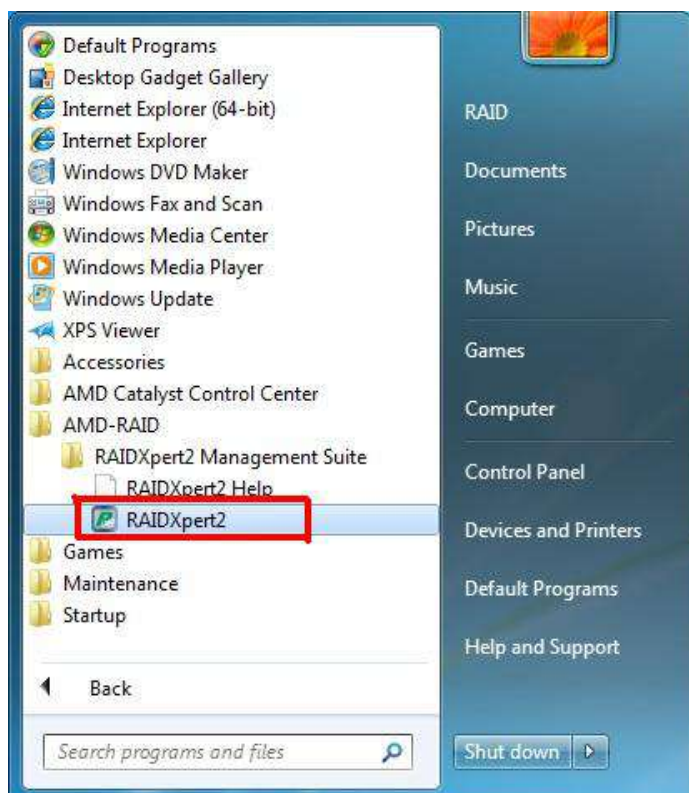 Default Programs
Desktop Gadget Gallery
Internet Explorer (64-bit)
Internet Explorer
Windows DVD Maker
Windows Fax and Scan
Windows Media Center
Windows Media Player
Windows Update
XPS Viewer
Accessories
AMD Catalyst Control Center
AMD-RAID
RAIDXpert2 Management Suite
RAIDXpert2 Help
RAIDXpert2
Games
Maintenance
Startup
Back
Search programs and files
RAID
Documents
Pictures
Music
Games
Computer
Control Panel
Devices and Printers
Default Programs
Help and Support
Shut down